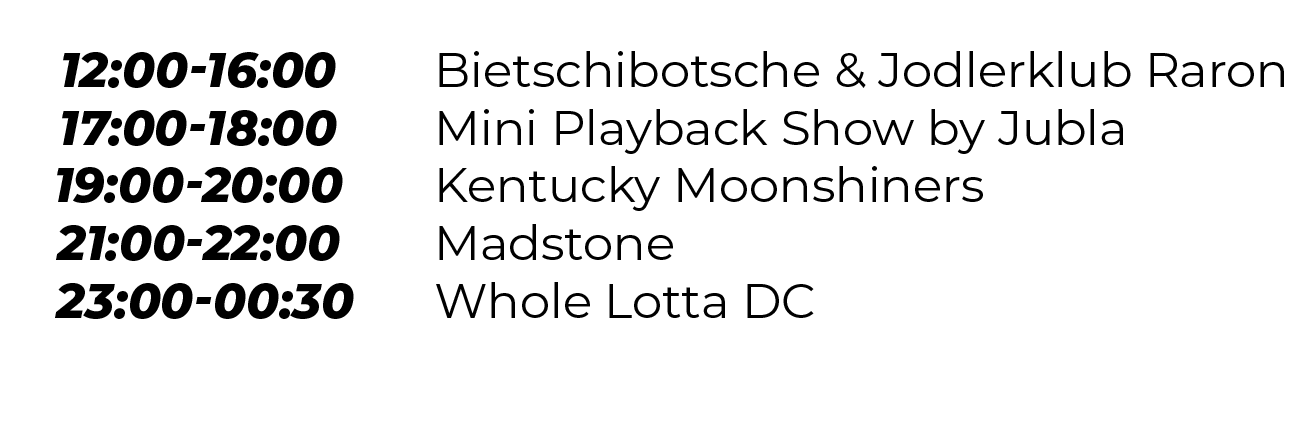 12:00-16:00 Bietschibotsche & Jodlerklub Raron
17:00-18:00 Mini Playback Show by Jubla
19:00-20:00 Kentucky Moonshiners
21:00-22:00 Madstone
23:00-00:30 Whole Lotta DC